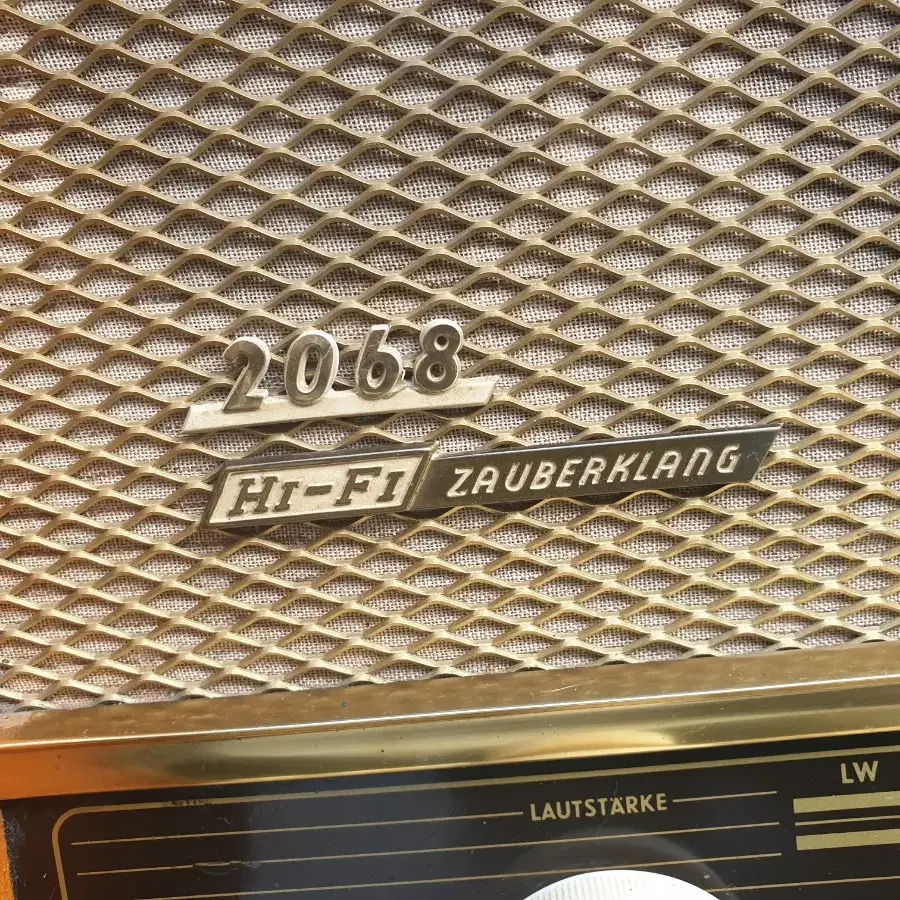 2068
HI-FI ZAUBERKLANG
LAUTSTÄRKE
LW